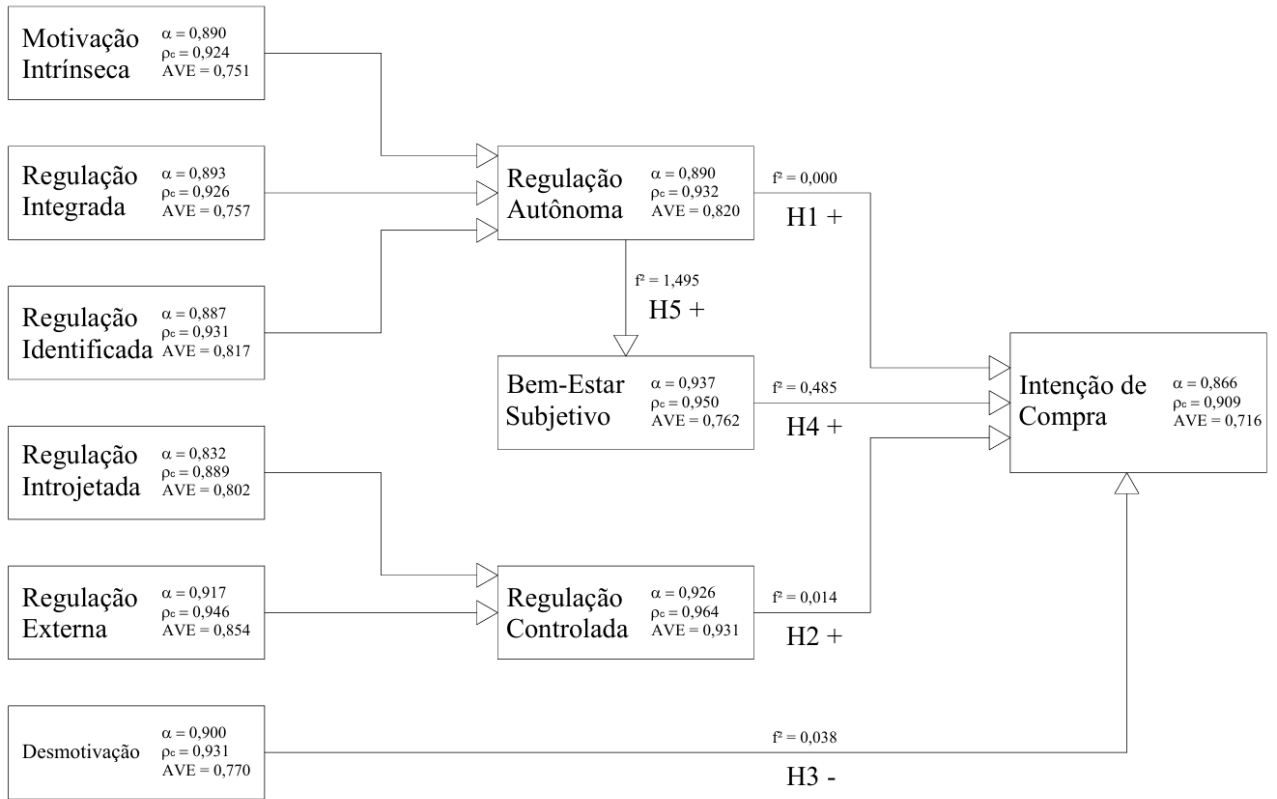 Motivação
Intrínseca
α = 0,890
ρc = 0,924
AVE = 0,751
Regulação
Integrada
α = 0,893
ρc = 0,926
AVE = 0,757
Regulação
Identificada
α = 0,887
ρc = 0,931
AVE = 0,817
Regulação
Introjetada
α = 0,832
ρc = 0,889
AVE = 0,802
Regulação
Externa
α = 0,917
ρc = 0,946
AVE = 0,854
Desmotivação
α = 0,900
ρc = 0,931
AVE = 0,770
Regulação
Autônoma
α = 0,890
ρc = 0,932
AVE = 0,820
f² = 1,495
H5 +
Bem-Estar
Subjetivo
α = 0,937
ρc = 0,950
AVE = 0,762
Regulação
Controlada
α = 0,926
ρc = 0,964
AVE = 0,931
f² = 0,000
H1 +
f² = 0,485
H4 +
f² = 0,014
H2 +
f² = 0,038
H3 -
Intenção de
Compra
α = 0,866
ρc = 0,909
AVE = 0,716